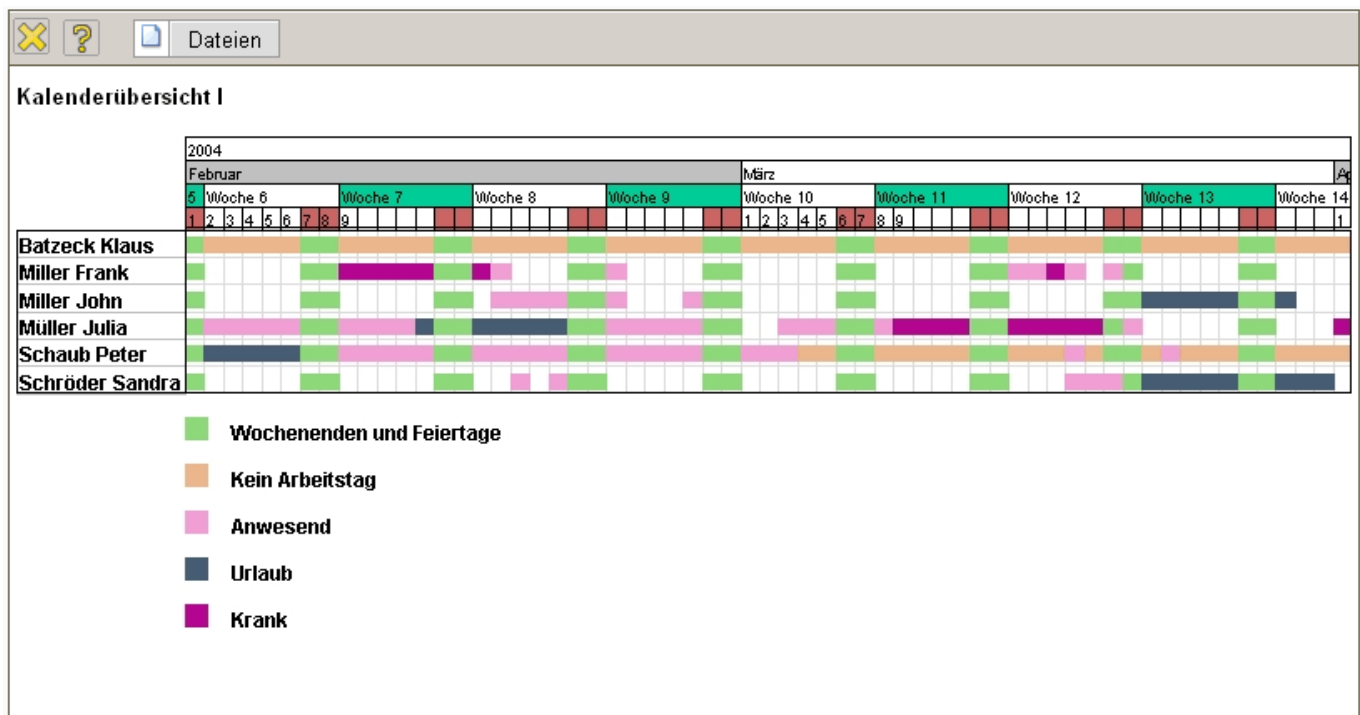 Dateien
Kalenderübersicht I
2004
Februar März Ap
5 Woche 6 Woche 7 Woche 8 Woche 9 Woche 10 Woche 11 Woche 12 Woche 13 Woche 14
1 2 3 4 5 6 7 8 9 1 2 3 4 5 6 7 8 9 1
Batzeck Klaus
Miller Frank
Miller John
Müller Julia
Schaub Peter
Schröder Sandra
Wochenenden und Feiertage
Kein Arbeitstag
Anwesend
Urlaub
Krank